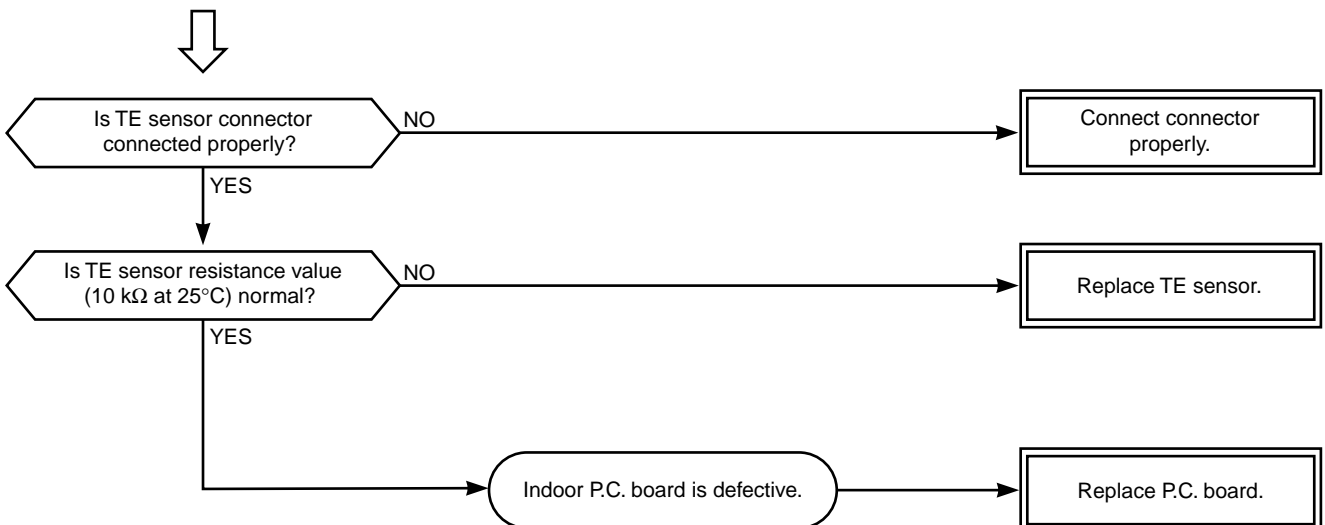 Is TE sensor connector
connected properly?
NO
Connect connector
properly.
YES
Is TE sensor resistance value
(10 kΩ at 25°C) normal?
NO
Replace TE sensor.
YES
Indoor P.C. board is defective.
Replace P.C. board.